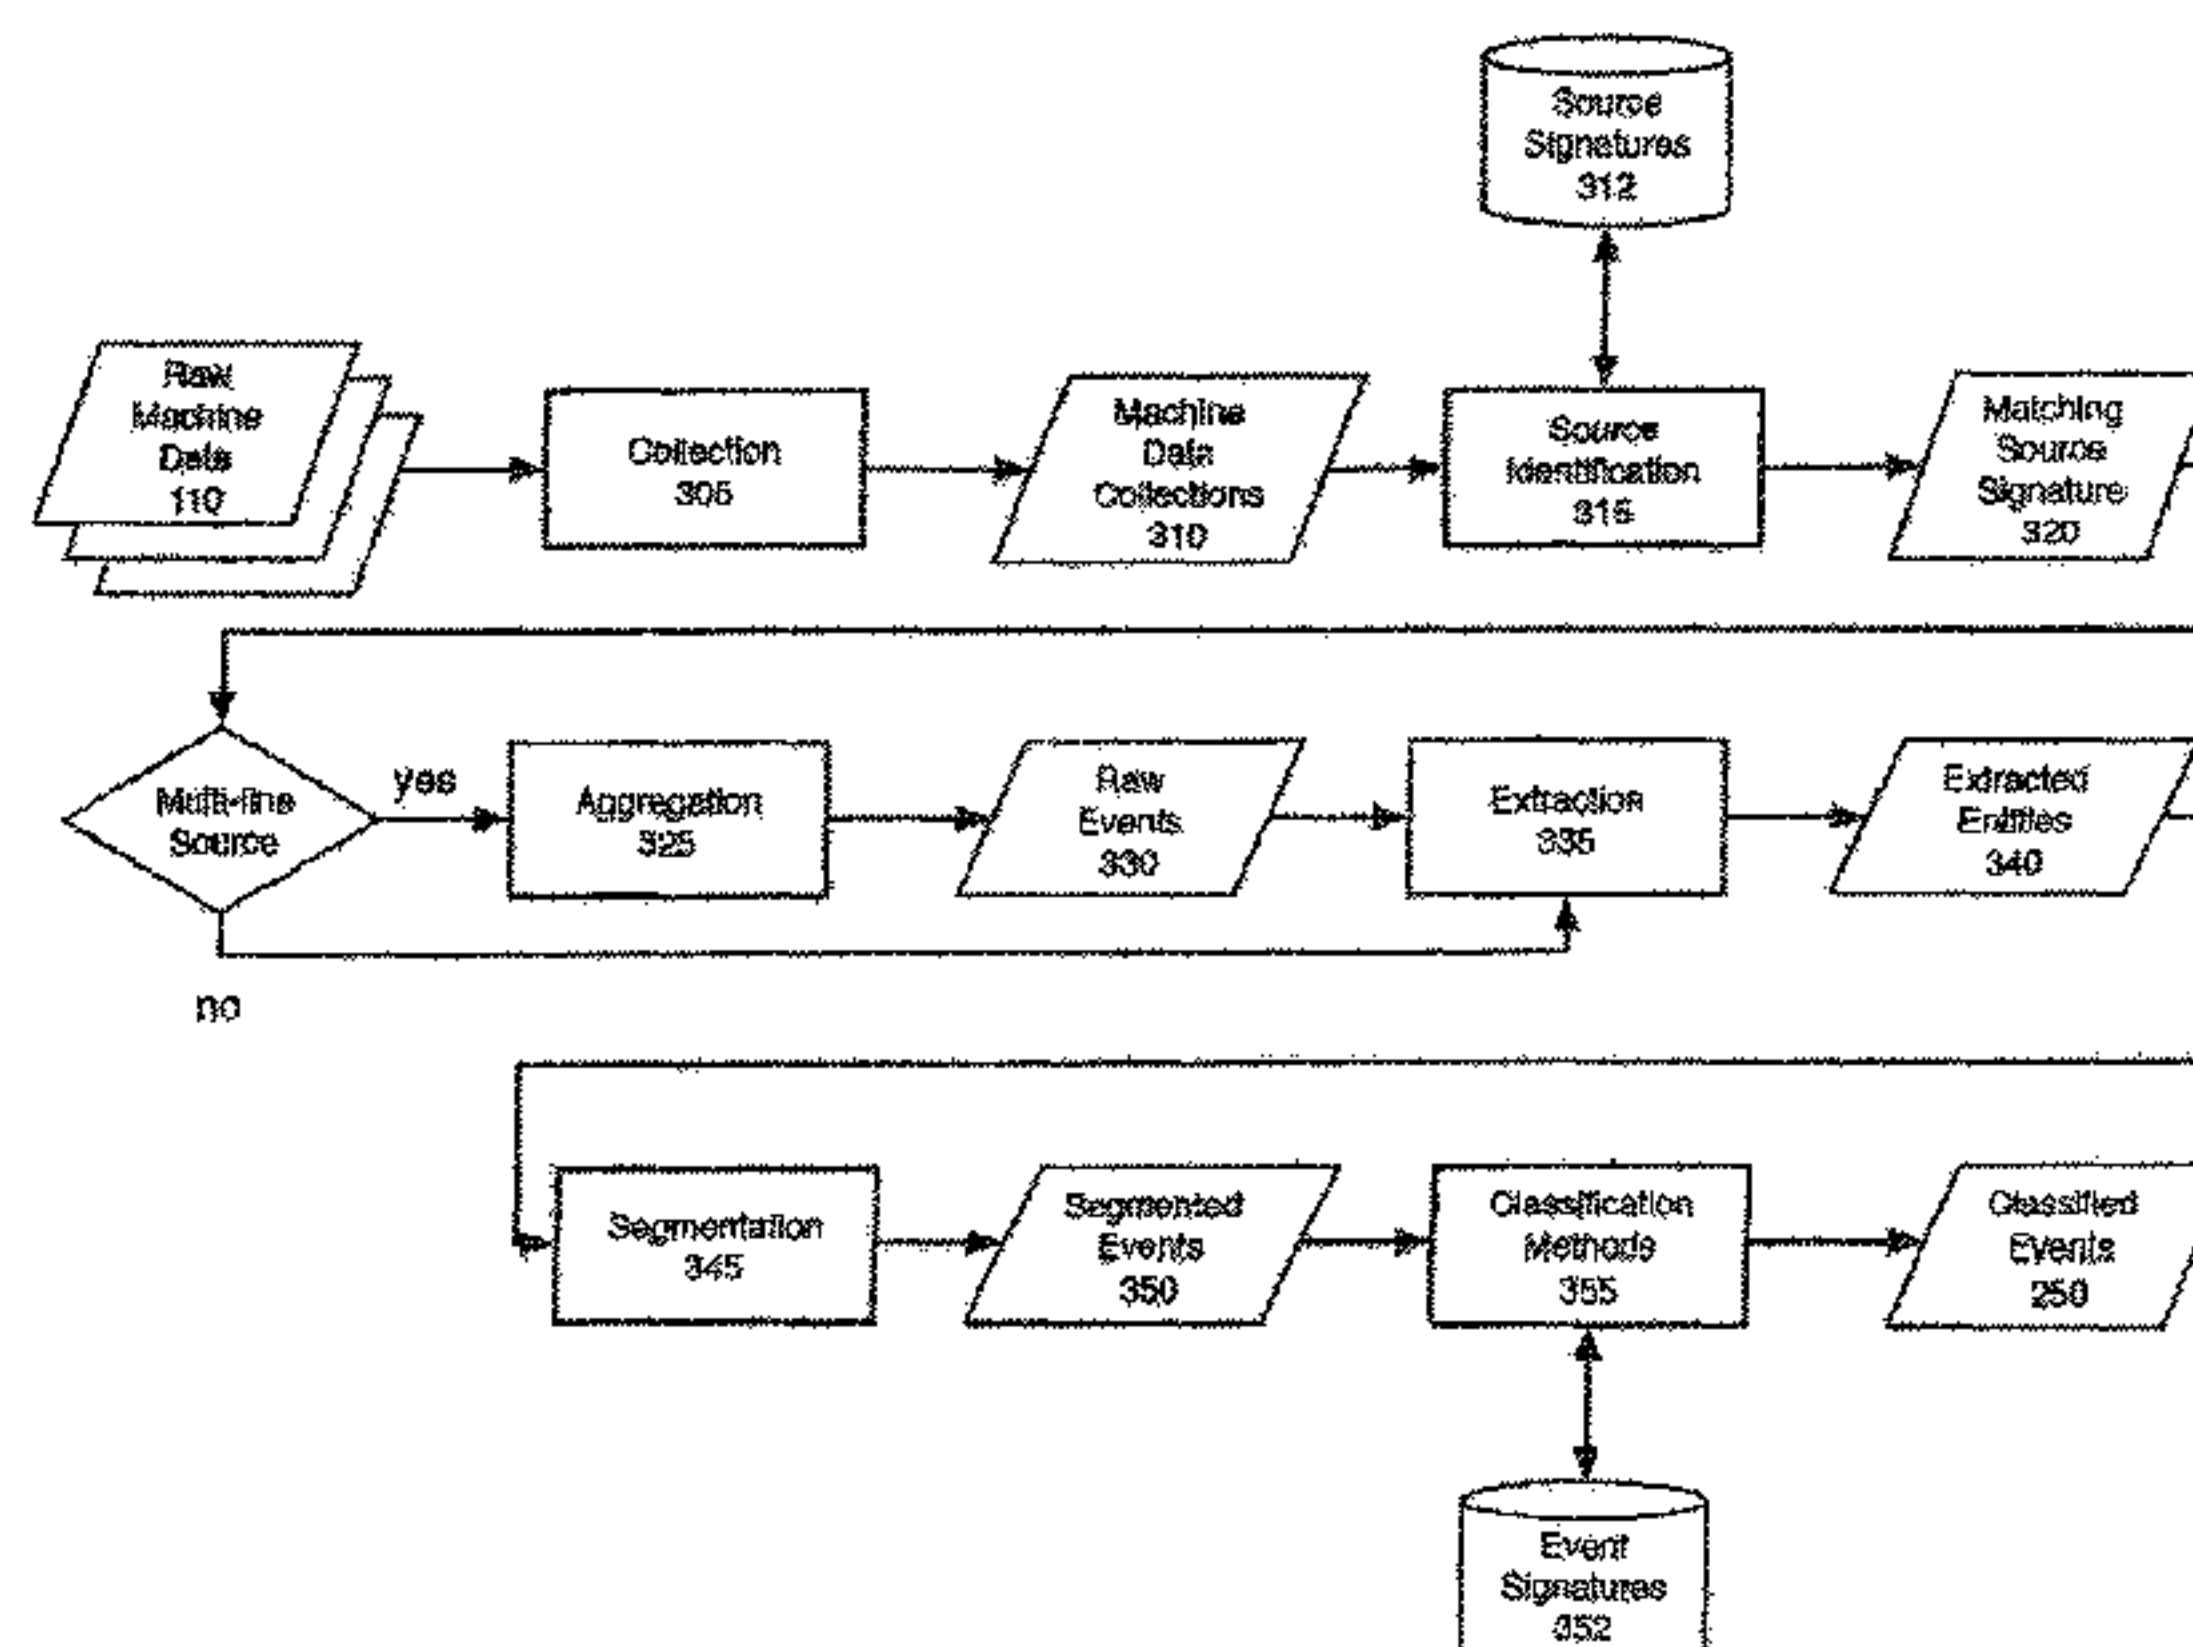 Source
Signatures
312
Raw
Machine
Data
110
Collection
305
Machine
Data
Collections
310
Source
Identification
315
Matching
Source
Signature
320
Multi-line
Source
yes
Aggregation
325
Raw
Events
330
Extraction
335
Extracted
Entities
340
no
Segmentation
345
Segmented
Events
350
Classification
Methods
355
Classified
Events
250
Event
Signatures
352